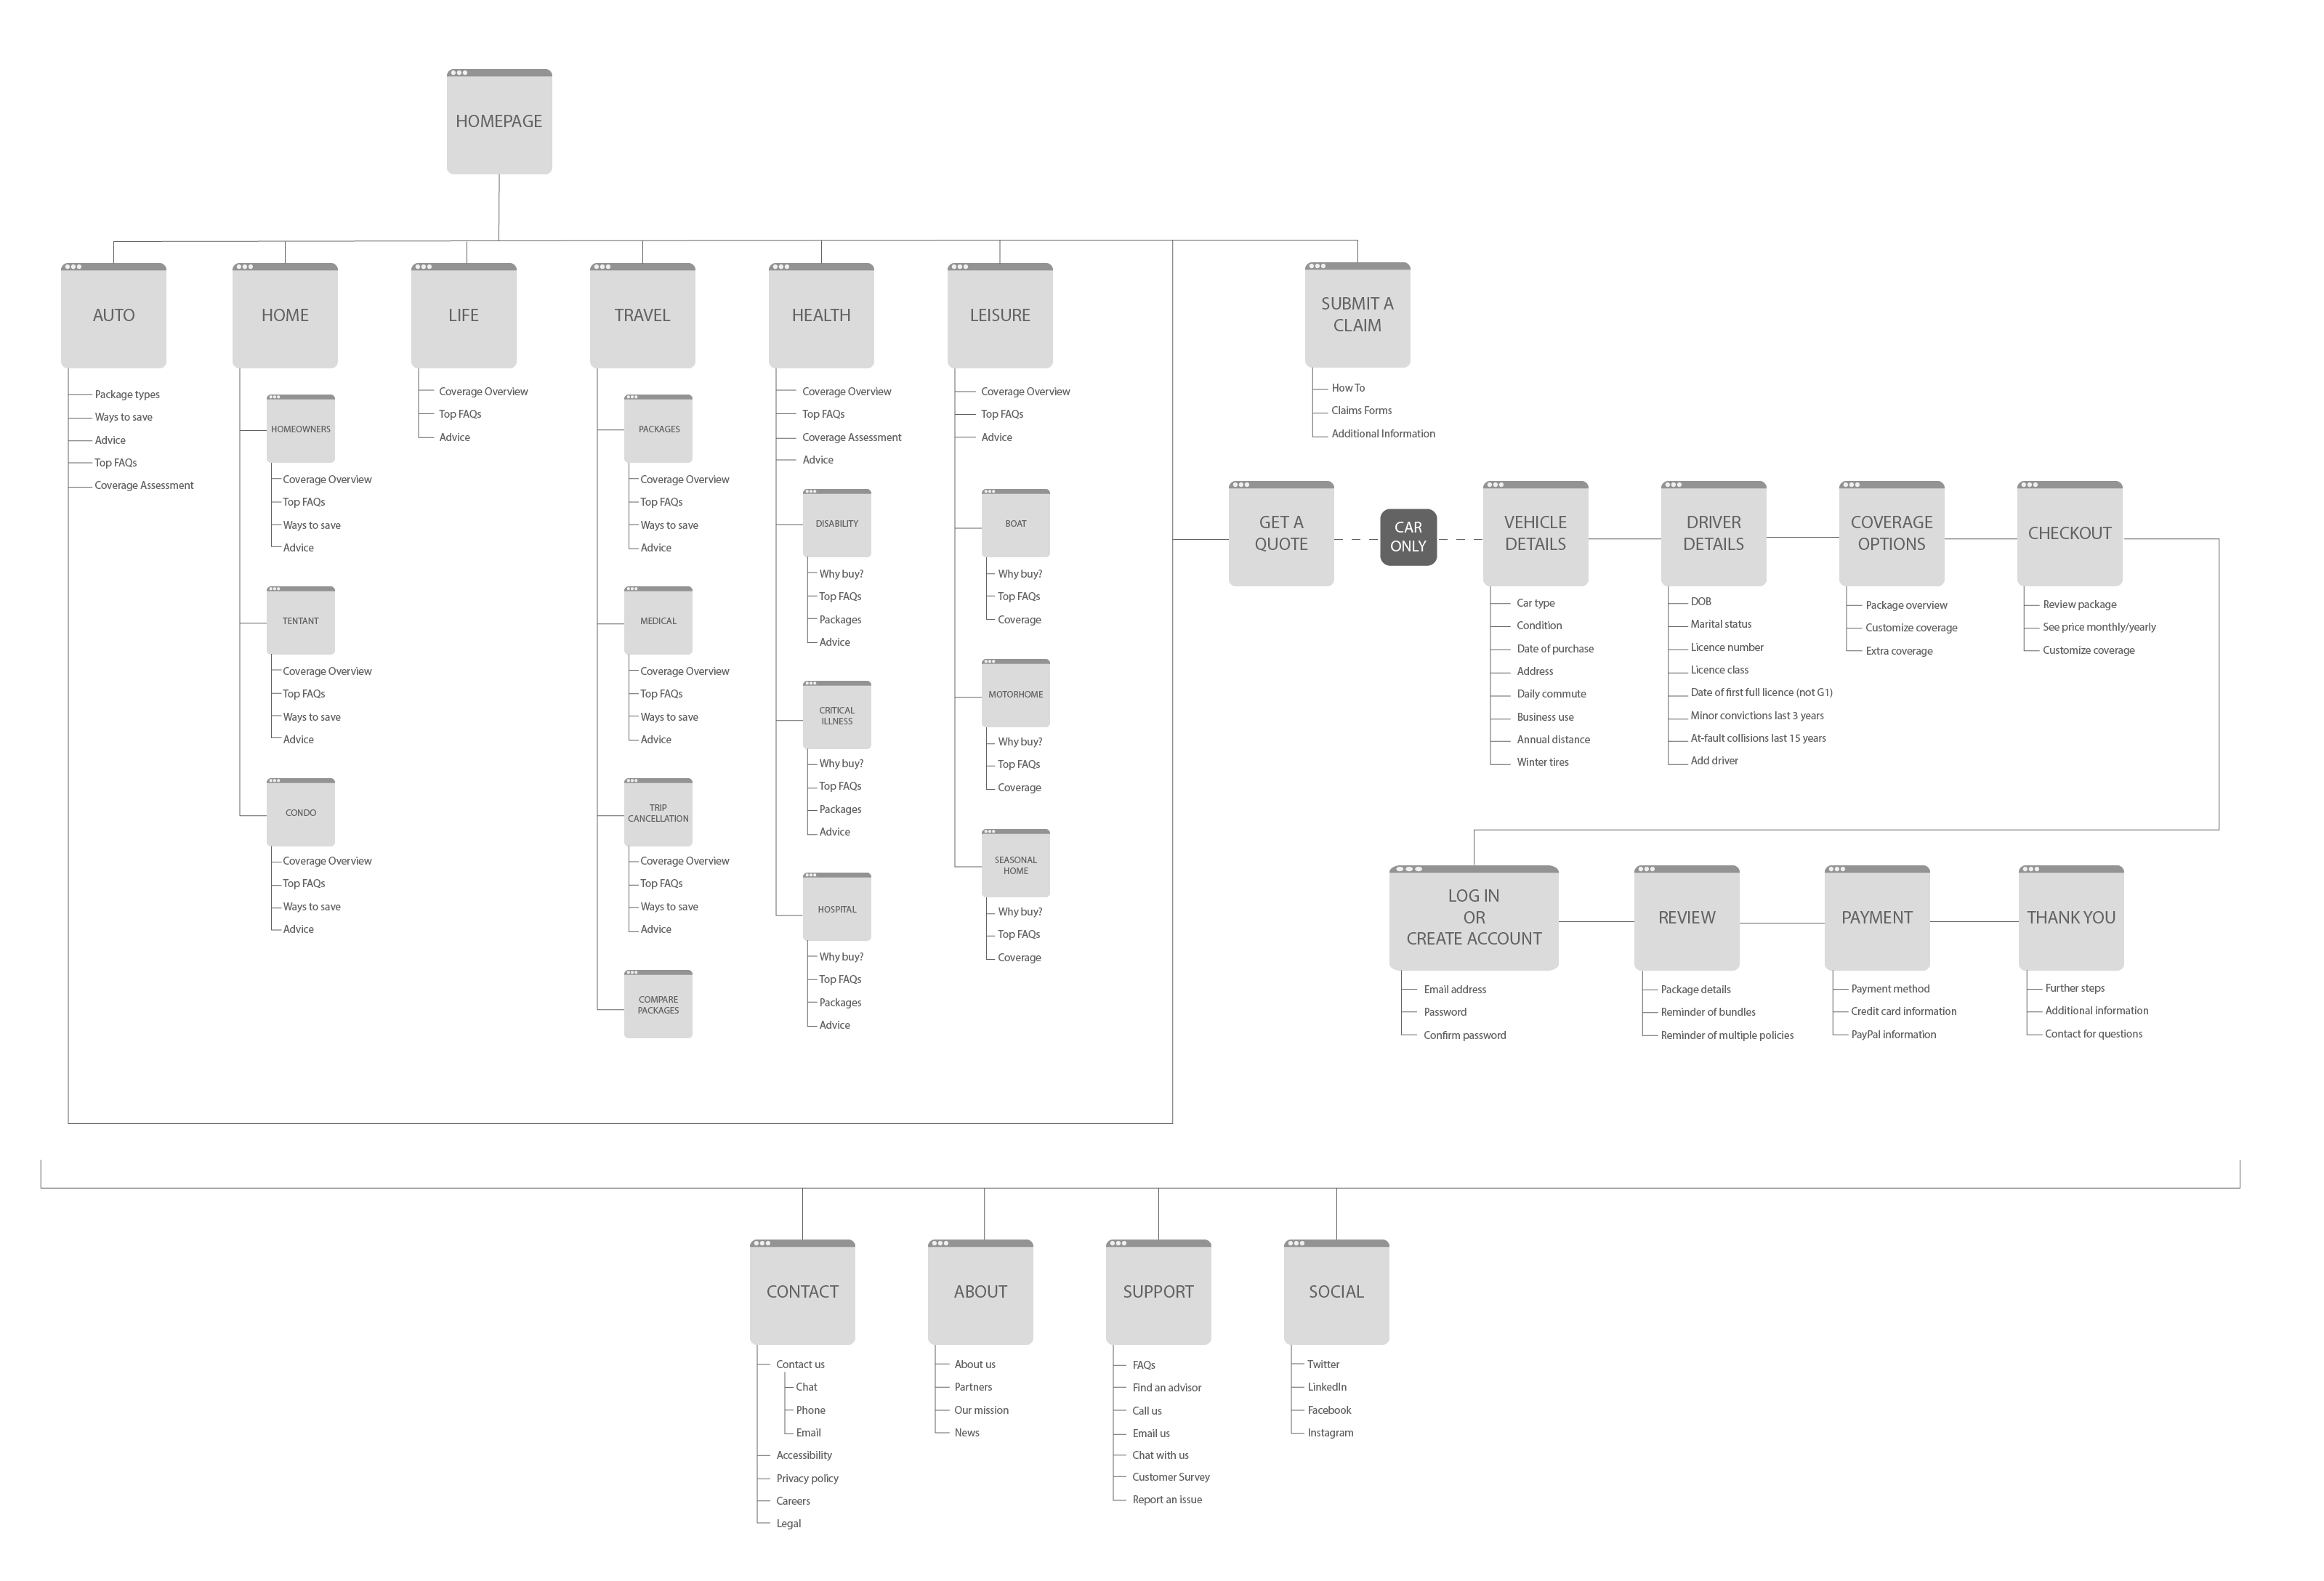 HOMEPAGE
AUTO
Package types
Ways to save
Advice
Top FAQs
Coverage Assessment
HOME
HOMEOWNERS
Coverage Overview
Top FAQs
Ways to save
Advice
TENTANT
Coverage Overview
Top FAQs
Ways to save
Advice
CONDO
Coverage Overview
Top FAQs
Ways to save
Advice
LIFE
Coverage Overview
Top FAQs
Advice
TRAVEL
PACKAGES
Coverage Overview
Top FAQs
Ways to save
Advice
MEDICAL
Coverage Overview
Top FAQs
Ways to save
Advice
TRIP
CANCELLATION
Coverage Overview
Top FAQs
Ways to save
Advice
COMPARE
PACKAGES
HEALTH
Coverage Overview
Top FAQs
Coverage Assessment
Advice
DISABILITY
Why buy?
Top FAQs
Packages
Advice
CRITICAL
ILLNESS
Why buy?
Top FAQs
Packages
Advice
HOSPITAL
Why buy?
Top FAQs
Packages
Advice
LEISURE
Coverage Overview
Top FAQs
Advice
BOAT
Why buy?
Top FAQs
Coverage
MOTORHOME
Why buy?
Top FAQs
Coverage
SEASONAL
HOME
Why buy?
Top FAQs
Coverage
SUBMIT A
CLAIM
How To
Claims Forms
Additional Information
GET A
QUOTE
CAR
ONLY
VEHICLE
DETAILS
Car type
Condition
Date of purchase
Address
Daily commute
Business use
Annual distance
Winter tires
DRIVER
DETAILS
DOB
Marital status
Licence number
Licence class
Date of first full licence (not G1)
Minor convictions last 3 years
At-fault collisions last 15 years
Add driver
COVERAGE
OPTIONS
Package overview
Customize coverage
Extra coverage
CHECKOUT
Review package
See price monthly/yearly
Customize coverage
LOG IN
OR
CREATE ACCOUNT
Email address
Password
Confirm password
REVIEW
Package details
Reminder of bundles
Reminder of multiple policies
PAYMENT
Payment method
Credit card information
PayPal information
THANK YOU
Further steps
Additional information
Contact for questions
CONTACT
Contact us
Chat
Phone
Email
Accessibility
Privacy policy
Careers
Legal
ABOUT
About us
Partners
Our mission
News
SUPPORT
FAQs
Find an advisor
Call us
Email us
Chat with us
Customer Survey
Report an issue
SOCIAL
Twitter
LinkedIn
Facebook
Instagram